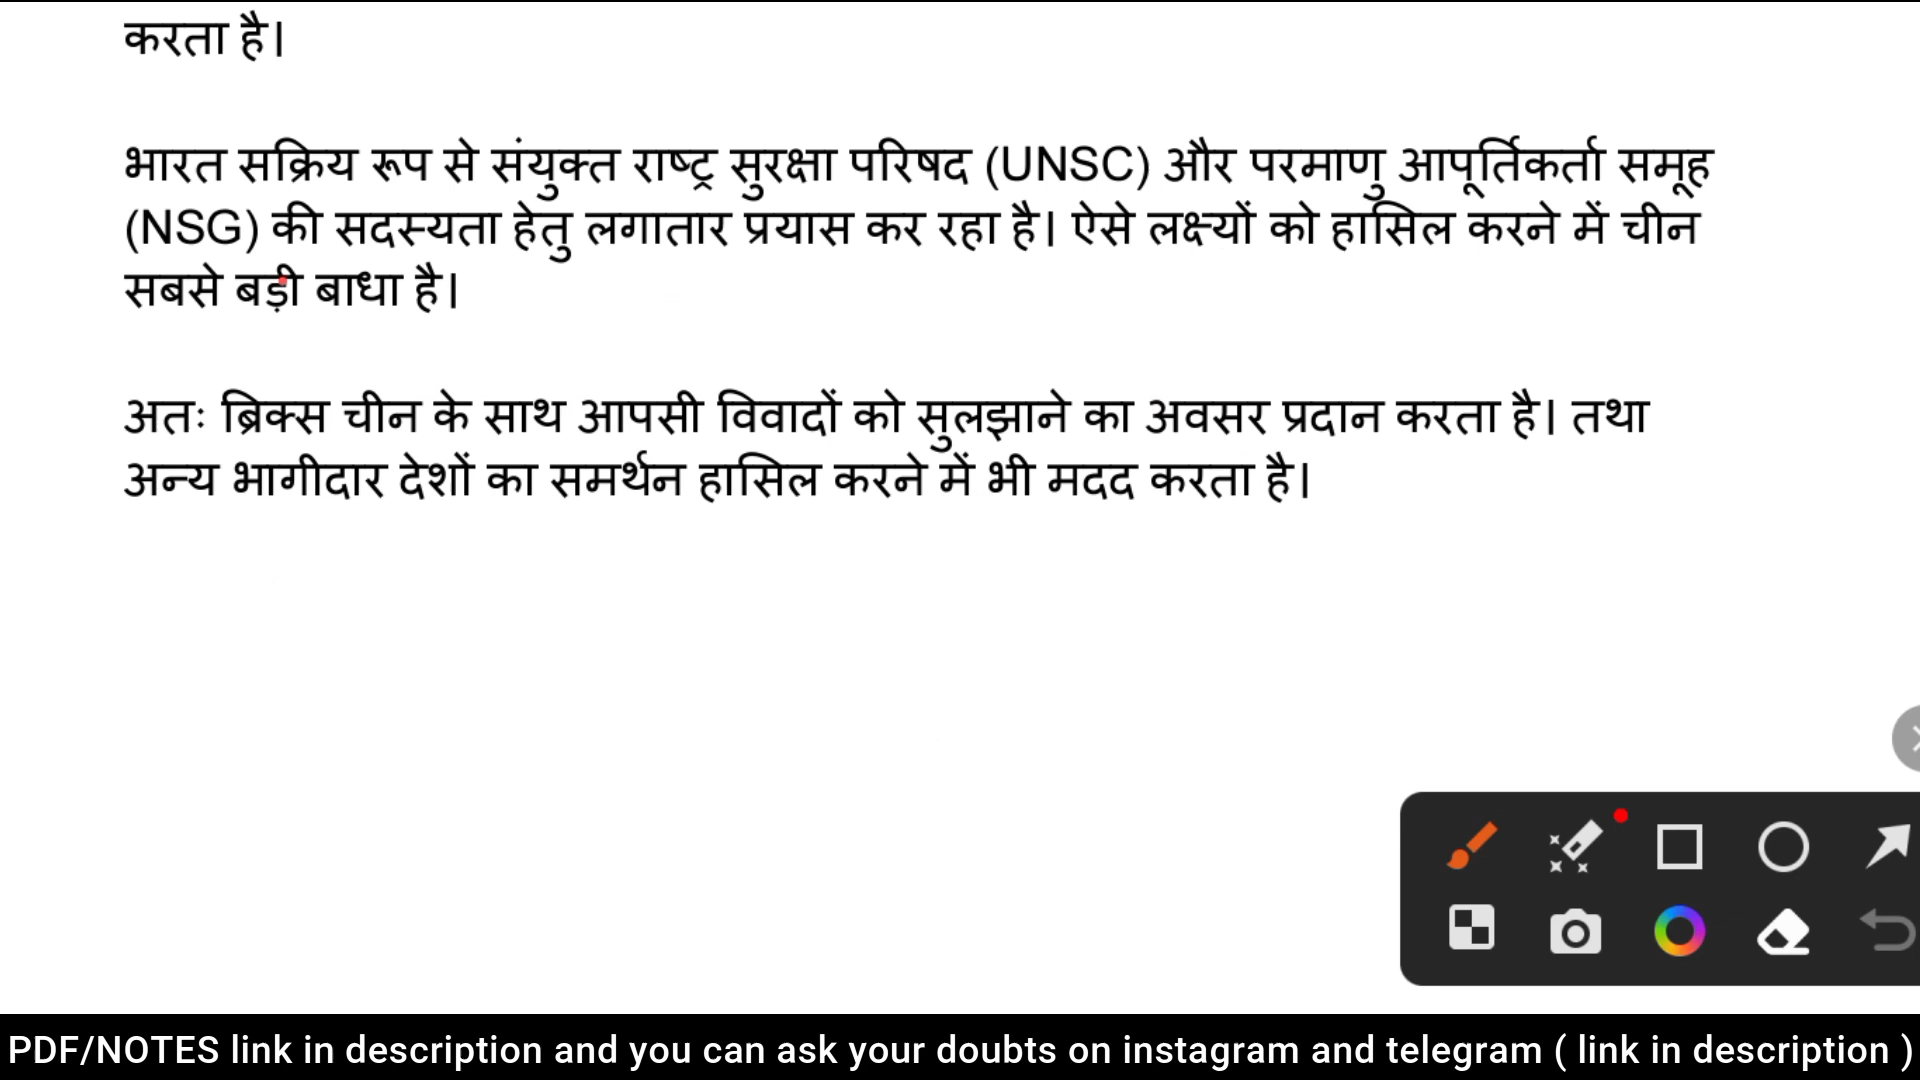 करता है।
भारत सक्रिय रूप से संयुक्त राष्ट्र सुरक्षा परिषद (UNSC) और परमाणु आपूर्तिकर्ता समूह
(NSG) की सदस्यता हेतु लगातार प्रयास कर रहा है। ऐसे लक्ष्यों को हासिल करने में चीन
सबसे बड़ी बाधा है।
अतः ब्रिक्स चीन के साथ आपसी विवादों को सुलझाने का अवसर प्रदान करता है। तथा
अन्य भागीदार देशों का समर्थन हासिल करने में भी मदद करता है।
PDF/NOTES link in description and you can ask your doubts on instagram and telegram ( link in description )